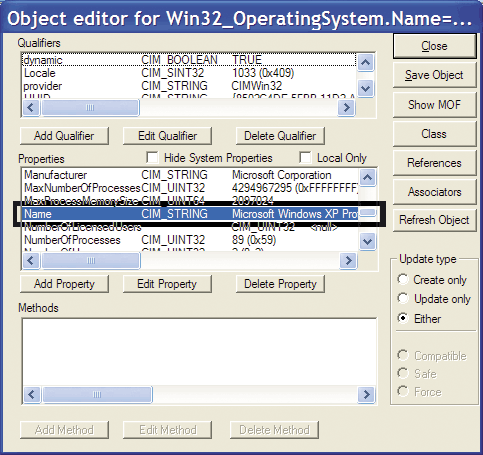 Object editor for Win32_OperatingSystem.Name=...
Qualifiers
dynamic CIM_BOOLEAN TRUE
Locale CIM_SINT32 1033 (0x409)
provider CIM_STRING CIMWin32
UUID CIM_STRING
Add Qualifier Edit Qualifier Delete Qualifier
Properties Hide System Properties Local Only
Manufacturer CIM_STRING Microsoft Corporation
MaxNumberOfProcesses CIM_UINT32 4294967295 (0xFFFFFFFF)
MaxProcessMemorySize CIM_UINT64 2097024
Name CIM_STRING Microsoft Windows XP Pro
NumberOfLicensedUsers CIM_UINT32 <null>
NumberOfProcesses CIM_UINT32 89 (0x59)
Add Property Edit Property Delete Property
Methods
Add Method Edit Method Delete Method
Close
Save Object
Show MOF
Class
References
Associators
Refresh Object
Update type
Create only
Update only
Either
Compatible
Safe
Force